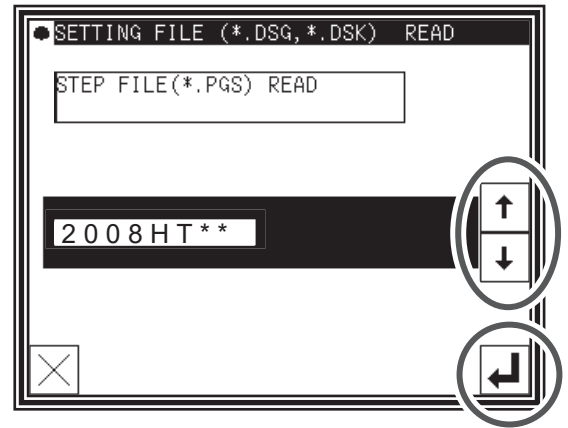 SETTING FILE (*.DSG,*.DSK) READ
STEP FILE(*.PGS) READ
2008HT**